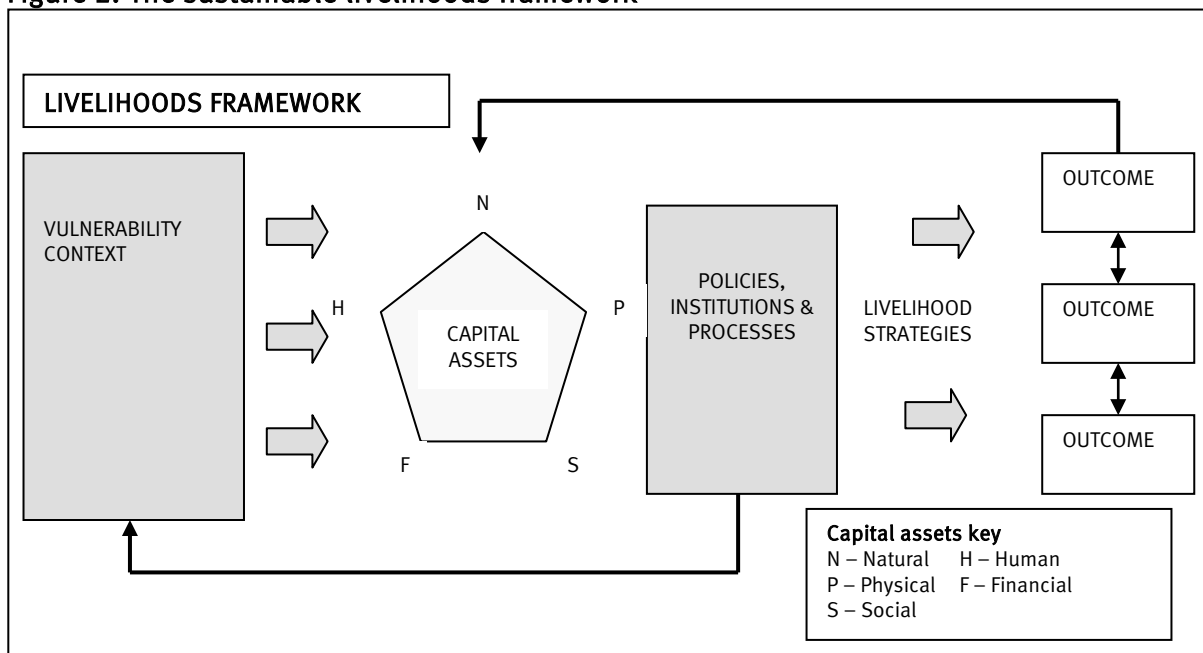 Figure 2: The sustainable livelihoods framework
LIVELIHOODS FRAMEWORK
VULNERABILITY
CONTEXT
N
H
P
F
S
CAPITAL
ASSETS
POLICIES,
INSTITUTIONS &
PROCESSES
LIVELIHOOD
STRATEGIES
OUTCOME
OUTCOME
OUTCOME
Capital assets key
N – Natural H – Human
P – Physical F – Financial
S – Social